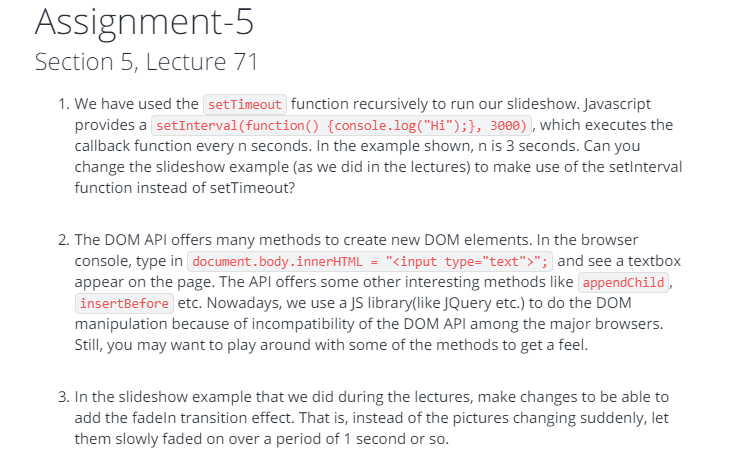 Assignment-5
Section 5, Lecture 71
1. We have used the setTimeout function recursively to run our slideshow. Javascript
provides a setInterval(function() {console.log("Hi");}, 3000) , which executes the
callback function every n seconds. In the example shown, n is 3 seconds. Can you
change the slideshow example (as we did in the lectures) to make use of the setInterval
function instead of setTimeout?
2. The DOM API offers many methods to create new DOM elements. In the browser
console, type in document.body.innerHTML = "<input type="text">"; and see a textbox
appear on the page. The API offers some other interesting methods like appendChild ,
insertBefore etc. Nowadays, we use a JS library(like JQuery etc.) to do the DOM
manipulation because of incompatibility of the DOM API among the major browsers.
Still, you may want to play around with some of the methods to get a feel.
3. In the slideshow example that we did during the lectures, make changes to be able to
add the fadeIn transition effect. That is, instead of the pictures changing suddenly, let
them slowly faded on over a period of 1 second or so.